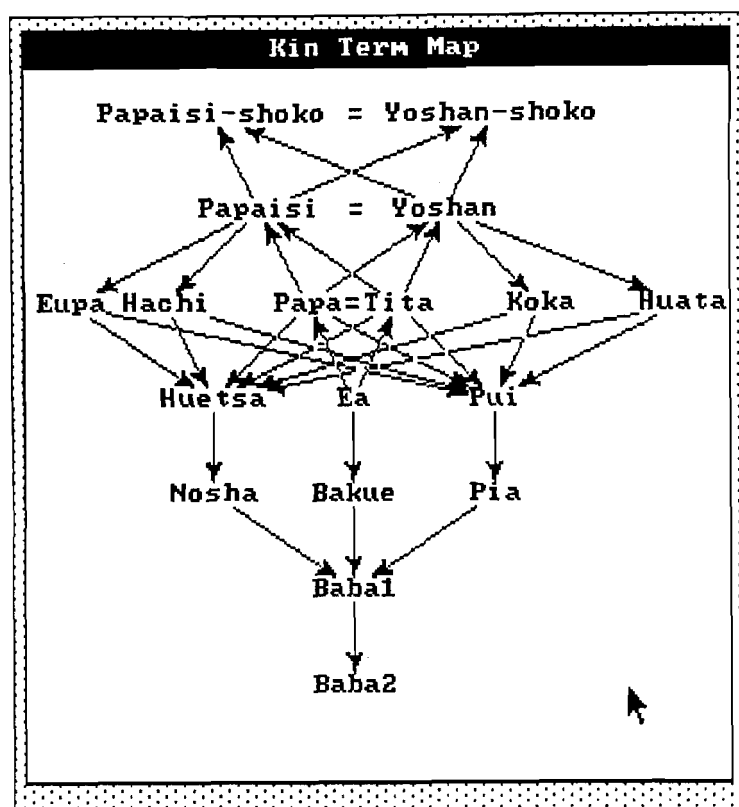 Kin Term Map
Papaisi-shoko = Yoshan-shoko
Papaisi = Yoshan
Eupa Hachi Papa=Tita Koka Huata
Huetsa Ea Pui
Nosha Bakue Pia
Baba1
Baba2